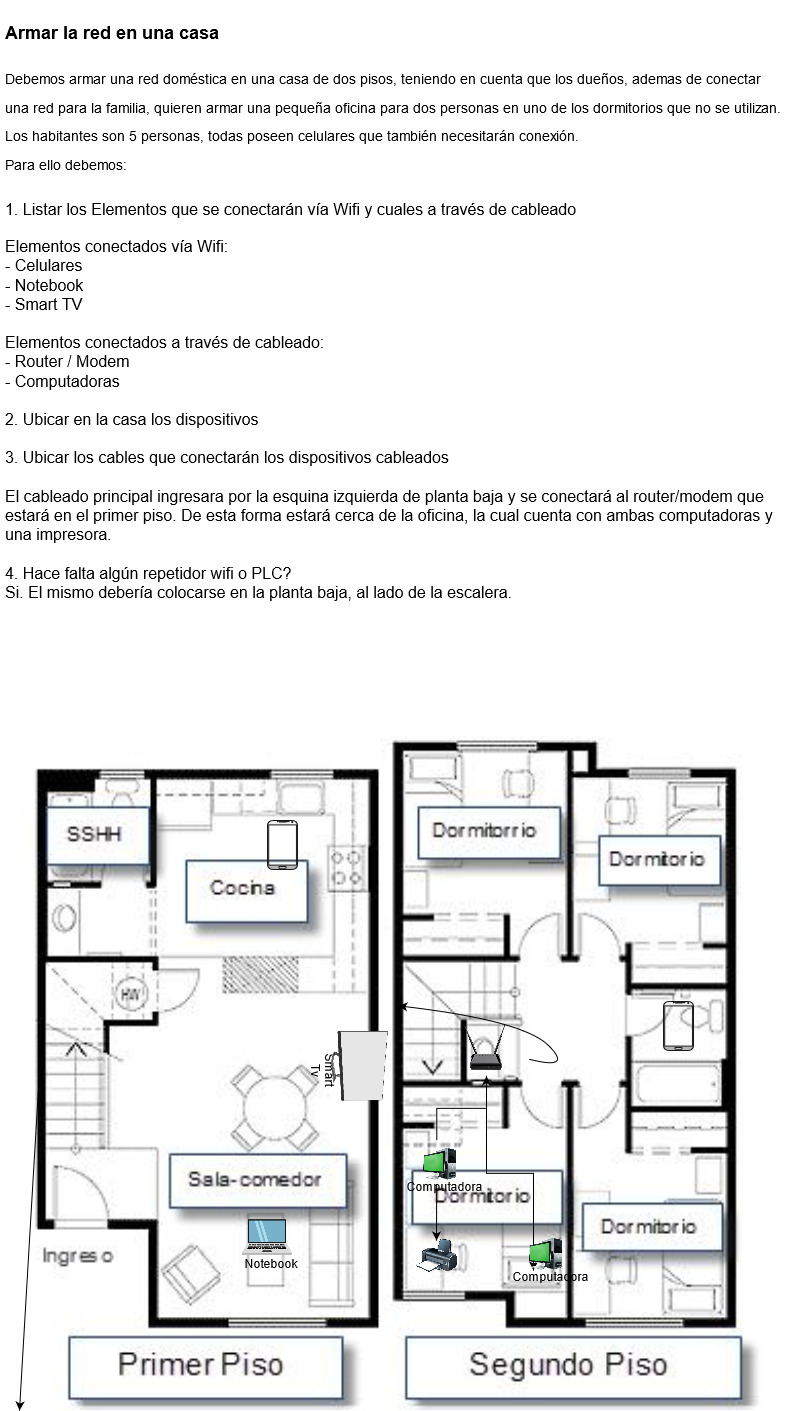 Armar la red en una casa
Debemos armar una red doméstica en una casa de dos pisos, teniendo en cuenta que los dueños, ademas de conectar
una red para la familia, quieren armar una pequeña oficina para dos personas en uno de los dormitorios que no se utilizan.
Los habitantes son 5 personas, todas poseen celulares que también necesitarán conexión.
Para ello debemos:
1. Listar los Elementos que se conectarán vía Wifi y cuales a través de cableado
Elementos conectados vía Wifi:
- Celulares
- Notebook
- Smart TV
Elementos conectados a través de cableado:
- Router / Modem
- Computadoras
2. Ubicar en la casa los dispositivos
3. Ubicar los cables que conectarán los dispositivos cableados
El cableado principal ingresara por la esquina izquierda de planta baja y se conectará al router/modem que
estará en el primer piso. De esta forma estará cerca de la oficina, la cual cuenta con ambas computadoras y
una impresora.
4. Hace falta algún repetidor wifi o PLC?
Si. El mismo debería colocarse en la planta baja, al lado de la escalera.
SSHH
Cocina
HW
Smart
Tv
Sala-comedor
Ingreso
Notebook
Primer Piso
Dormitorrio
Dormitorio
Computadora
Dormitorio
Dormitorio
Computadora
Segundo Piso